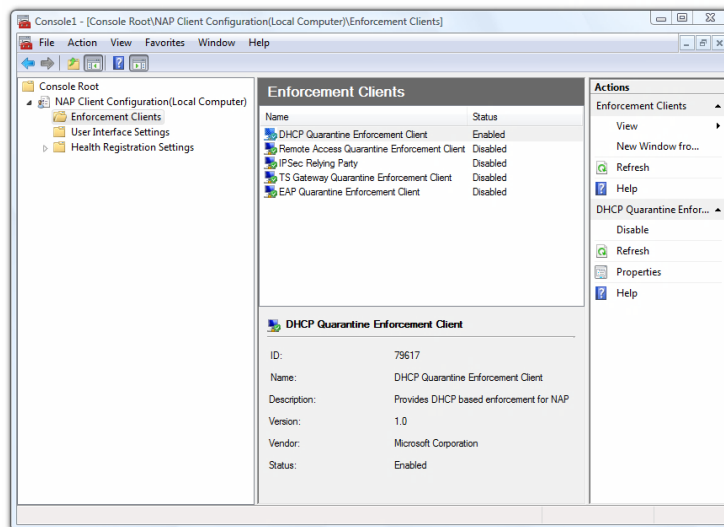 Console1 - [Console Root\NAP Client Configuration(Local Computer)\Enforcement Clients]
File Action View Favorites Window Help
Console Root
NAP Client Configuration(Local Computer)
Enforcement Clients
User Interface Settings
Health Registration Settings
Enforcement Clients
Name Status
DHCP Quarantine Enforcement Client Enabled
Remote Access Quarantine Enforcement Client Disabled
IPSec Relying Party Disabled
TS Gateway Quarantine Enforcement Client Disabled
EAP Quarantine Enforcement Client Disabled
DHCP Quarantine Enforcement Client
ID: 79617
Name: DHCP Quarantine Enforcement Client
Description: Provides DHCP based enforcement for NAP
Version: 1.0
Vendor: Microsoft Corporation
Status: Enabled
Actions
Enforcement Clients
View
New Window fro...
Refresh
Help
DHCP Quarantine Enfor...
Disable
Refresh
Properties
Help